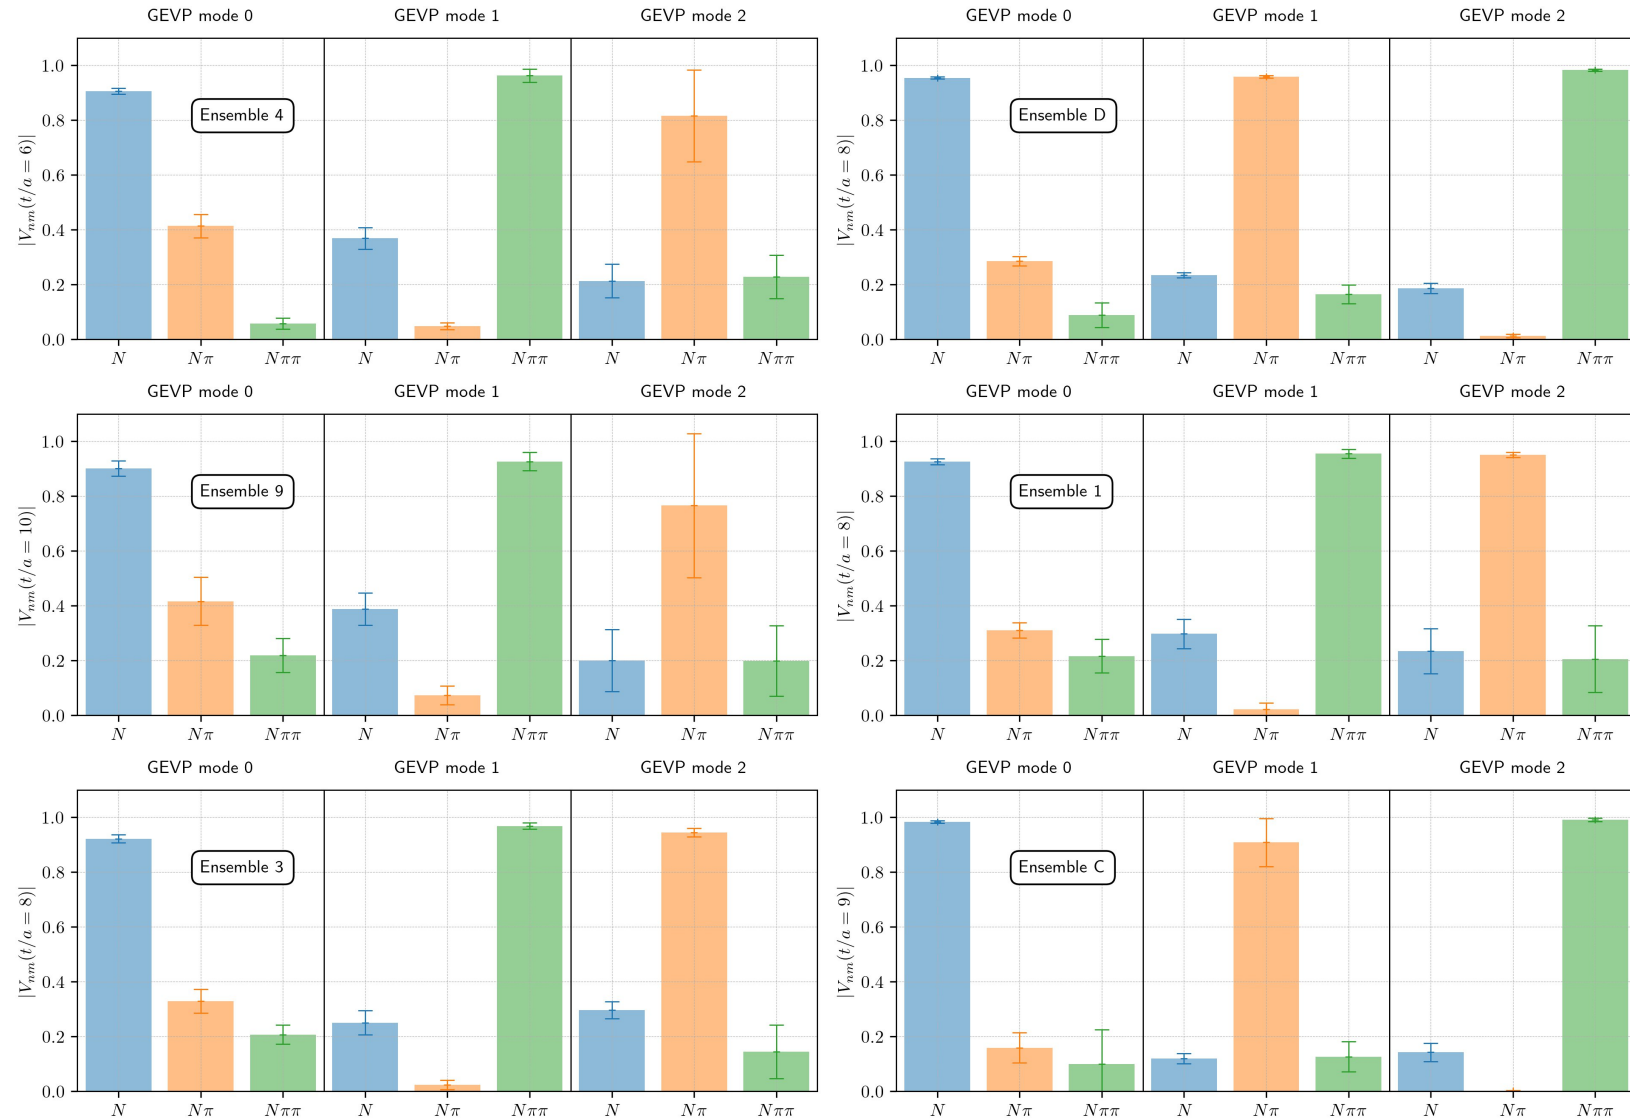 GEVP mode 0 GEVP mode 1 GEVP mode 2
|V_{nm}(t/a = 6)|
1.0
0.8
0.6
0.4
0.2
0.0
Ensemble 4
N Nπ Nππ N Nπ Nππ N Nπ Nππ
GEVP mode 0 GEVP mode 1 GEVP mode 2
|V_{nm}(t/a = 8)|
1.0
0.8
0.6
0.4
0.2
0.0
Ensemble D
N Nπ Nππ N Nπ Nππ N Nπ Nππ
GEVP mode 0 GEVP mode 1 GEVP mode 2
|V_{nm}(t/a = 10)|
1.0
0.8
0.6
0.4
0.2
0.0
Ensemble 9
N Nπ Nππ N Nπ Nππ N Nπ Nππ
GEVP mode 0 GEVP mode 1 GEVP mode 2
|V_{nm}(t/a = 8)|
1.0
0.8
0.6
0.4
0.2
0.0
Ensemble 1
N Nπ Nππ N Nπ Nππ N Nπ Nππ
GEVP mode 0 GEVP mode 1 GEVP mode 2
|V_{nm}(t/a = 8)|
1.0
0.8
0.6
0.4
0.2
0.0
Ensemble 3
N Nπ Nππ N Nπ Nππ N Nπ Nππ
GEVP mode 0 GEVP mode 1 GEVP mode 2
|V_{nm}(t/a = 9)|
1.0
0.8
0.6
0.4
0.2
0.0
Ensemble C
N Nπ Nππ N Nπ Nππ N Nπ Nππ